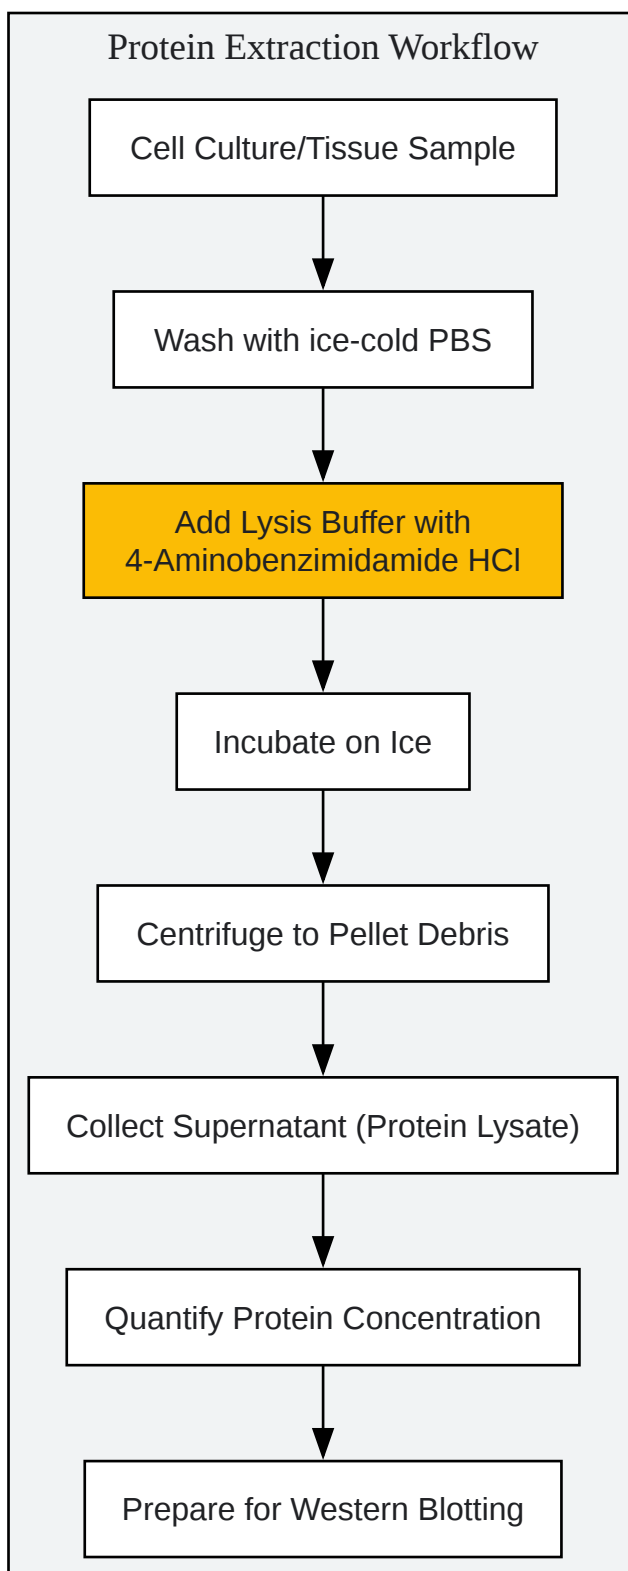 Protein Extraction Workflow
Cell Culture/Tissue Sample
Wash with ice-cold PBS
Add Lysis Buffer with
4-Aminobenzimidamide HCl
Incubate on Ice
Centrifuge to Pellet Debris
Collect Supernatant (Protein Lysate)
Quantify Protein Concentration
Prepare for Western Blotting